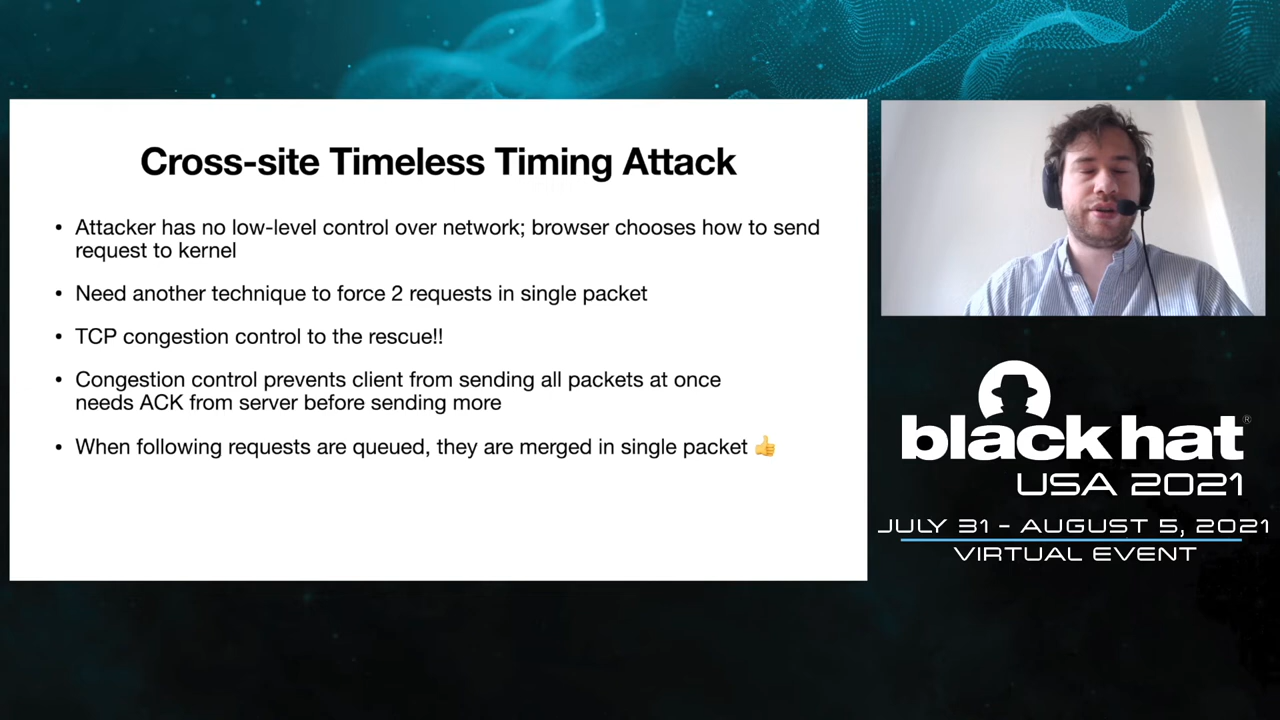 Cross-site Timeless Timing Attack
• Attacker has no low-level control over network; browser chooses how to send
request to kernel
• Need another technique to force 2 requests in single packet
• TCP congestion control to the rescue!!
• Congestion control prevents client from sending all packets at once
needs ACK from server before sending more
• When following requests are queued, they are merged in single packet 👍
black hat®
USA 2021
JULY 31 - AUGUST 5, 2021
VIRTUAL EVENT